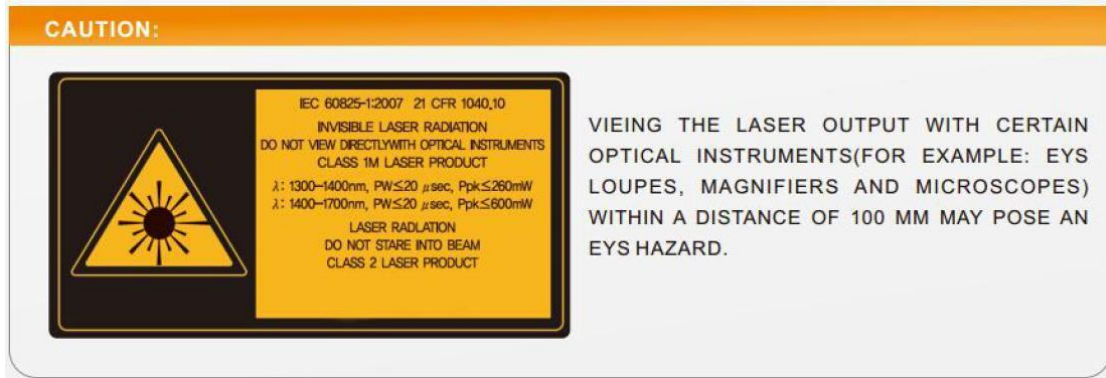 CAUTION:
IEC 60825-1:2007 21 CFR 1040,10
INVISIBLE LASER RADIATION
DO NOT VIEW DIRECTLYWITH OPTICAL INSTRUMENTS
CLASS 1M LASER PRODUCT
λ: 1300-1400nm, PW≤20 μsec, Ppk≤260mW
λ: 1400-1700nm, PW≤20 μsec, Ppk≤600mW
LASER RADLATION
DO NOT STARE INTO BEAM
CLASS 2 LASER PRODUCT
VIEING THE LASER OUTPUT WITH CERTAIN
OPTICAL INSTRUMENTS(FOR EXAMPLE: EYS
LOUPES, MAGNIFIERS AND MICROSCOPES)
WITHIN A DISTANCE OF 100 MM MAY POSE AN
EYS HAZARD.